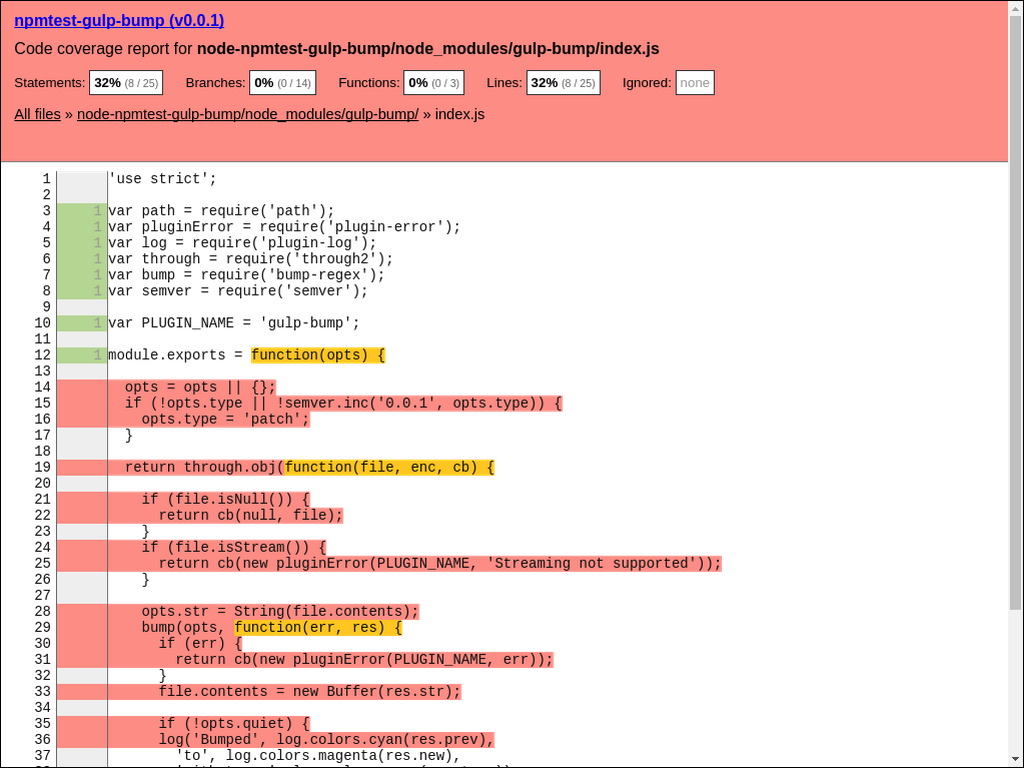 npmtest-gulp-bump (v0.0.1)
Code coverage report for node-npmtest-gulp-bump/node_modules/gulp-bump/index.js
Statements: 32% (8 / 25) Branches: 0% (0 / 14) Functions: 0% (0 / 3) Lines: 32% (8 / 25) Ignored: none
All files » node-npmtest-gulp-bump/node_modules/gulp-bump/ » index.js
1 'use strict';
2
3 1 var path = require('path');
4 1 var pluginError = require('plugin-error');
5 1 var log = require('plugin-log');
6 1 var through = require('through2');
7 1 var bump = require('bump-regex');
8 1 var semver = require('semver');
9
10 1 var PLUGIN_NAME = 'gulp-bump';
11
12 1 module.exports = function(opts) {
13
14 opts = opts || {};
15 if (!opts.type || !semver.inc('0.0.1', opts.type)) {
16 opts.type = 'patch';
17 }
18
19 return through.obj(function(file, enc, cb) {
20
21 if (file.isNull()) {
22 return cb(null, file);
23 }
24 if (file.isStream()) {
25 return cb(new pluginError(PLUGIN_NAME, 'Streaming not supported'));
26 }
27
28 opts.str = String(file.contents);
29 bump(opts, function(err, res) {
30 if (err) {
31 return cb(new pluginError(PLUGIN_NAME, err));
32 }
33 file.contents = new Buffer(res.str);
34
35 if (!opts.quiet) {
36 log('Bumped', log.colors.cyan(res.prev),
37 'to', log.colors.magenta(res.new),